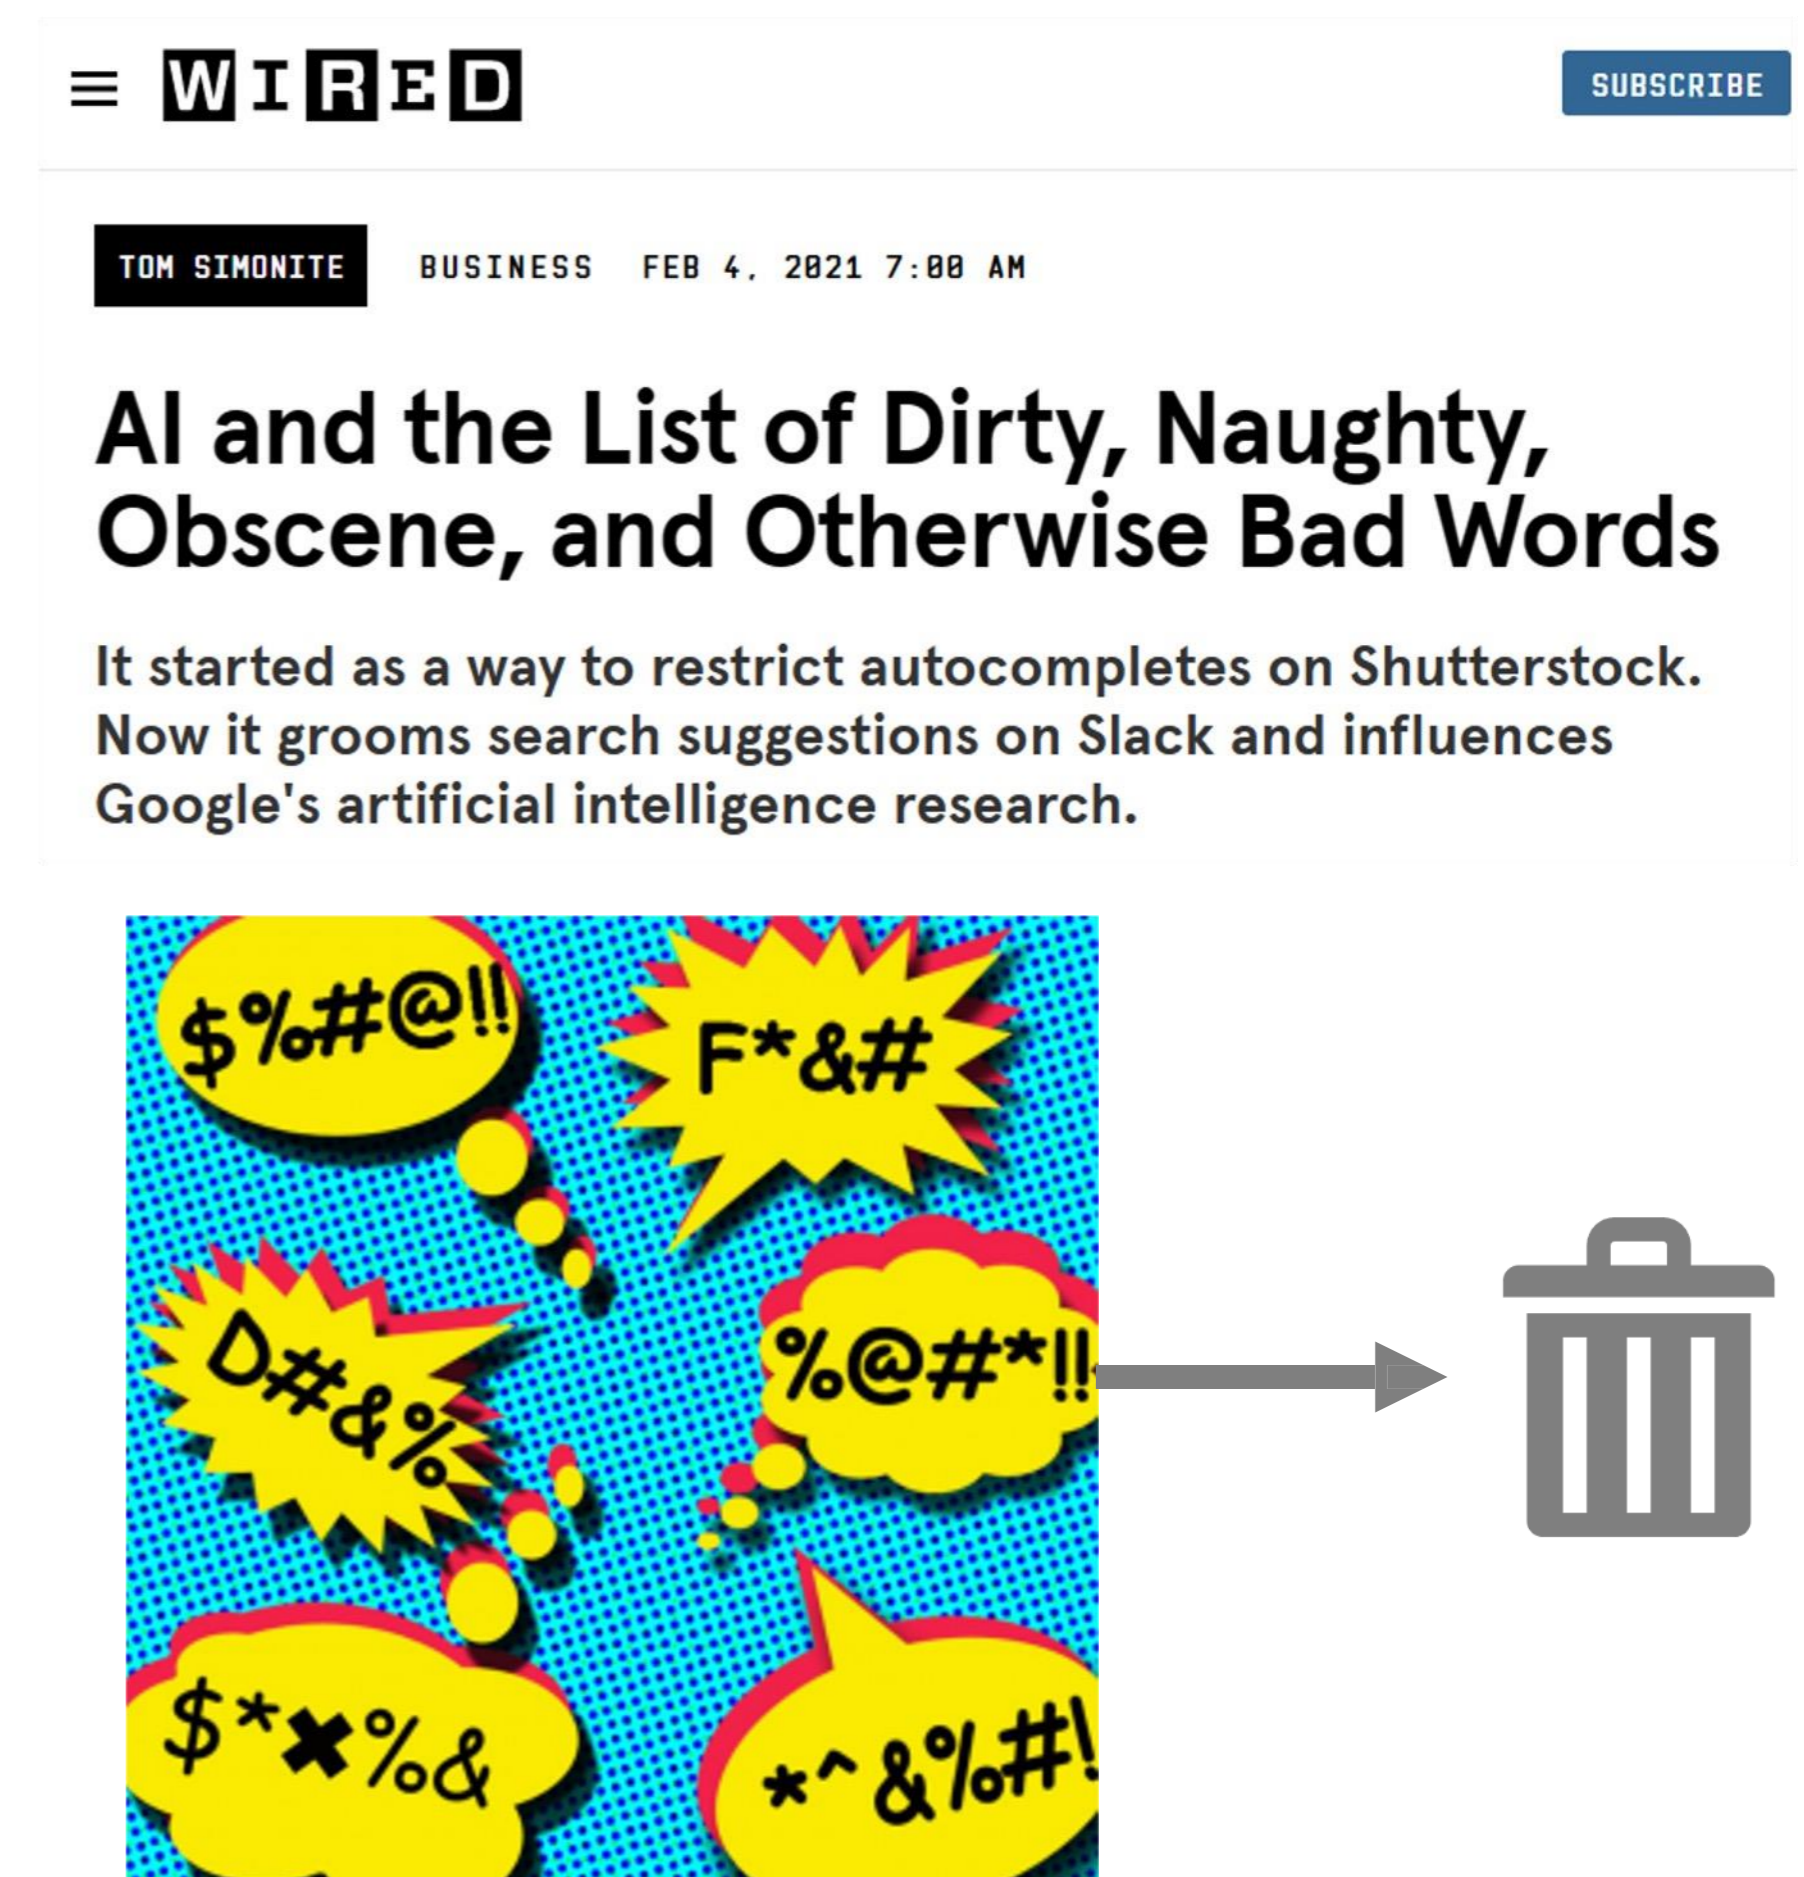 WIRED
SUBSCRIBE
TOM SIMONITE BUSINESS FEB 4, 2021 7:00 AM
AI and the List of Dirty, Naughty,
Obscene, and Otherwise Bad Words
It started as a way to restrict autocompletes on Shutterstock.
Now it grooms search suggestions on Slack and influences
Google's artificial intelligence research.
$%#@!!
F*&#
D#&%
%@#*!!
$*✖%&
*^&%#!